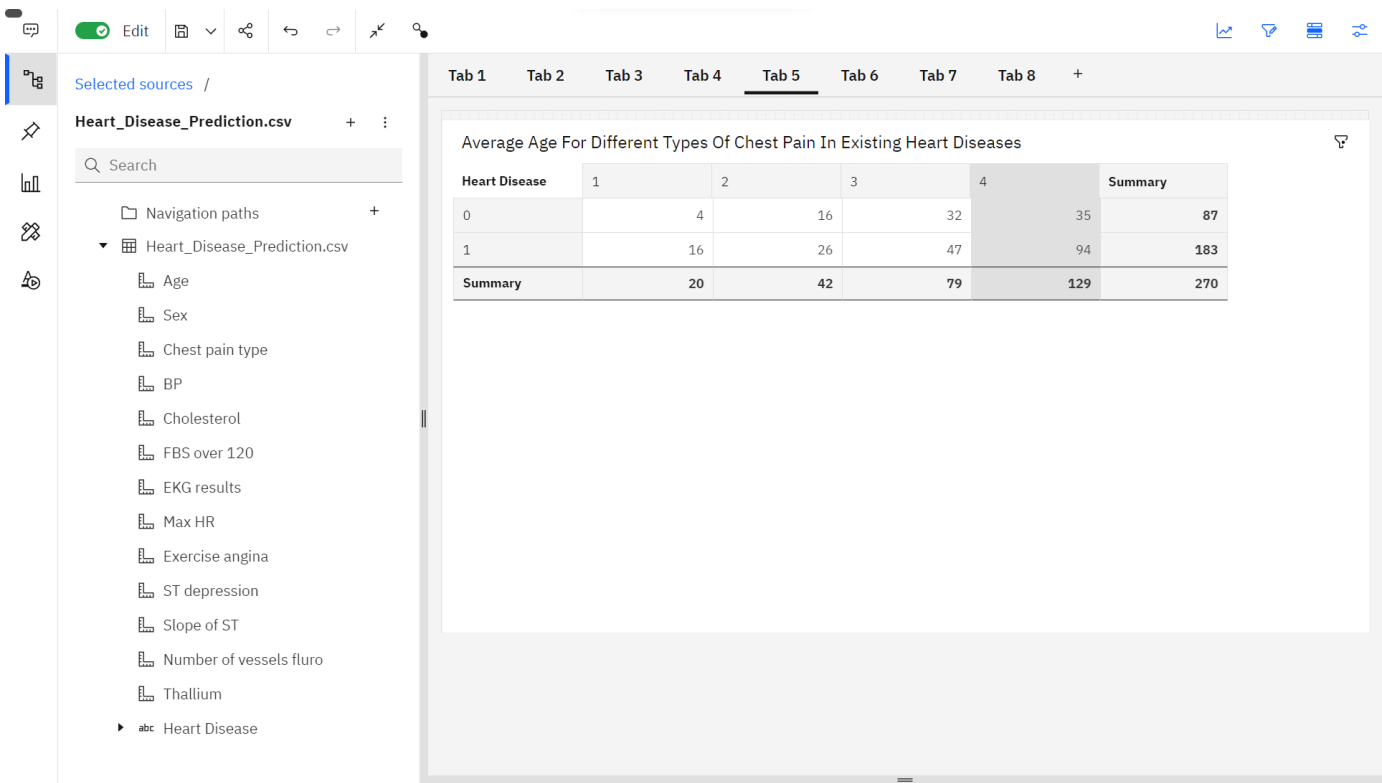 Edit
Selected sources /
Heart_Disease_Prediction.csv
Search
Navigation paths
Heart_Disease_Prediction.csv
Age
Sex
Chest pain type
BP
Cholesterol
FBS over 120
EKG results
Max HR
Exercise angina
ST depression
Slope of ST
Number of vessels fluro
Thallium
abc Heart Disease
Tab 1 Tab 2 Tab 3 Tab 4 Tab 5 Tab 6 Tab 7 Tab 8 +
Average Age For Different Types Of Chest Pain In Existing Heart Diseases
Heart Disease 1 2 3 4 Summary
0 4 16 32 35 87
1 16 26 47 94 183
Summary 20 42 79 129 270